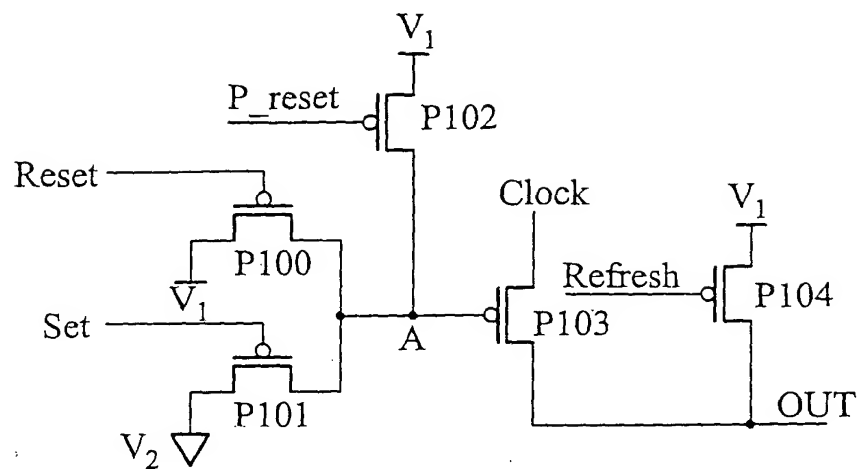 V1
P_reset
P102
Reset
Clock
V1
P100
Refresh
P104
V1
Set
A
P103
P101
OUT
V2